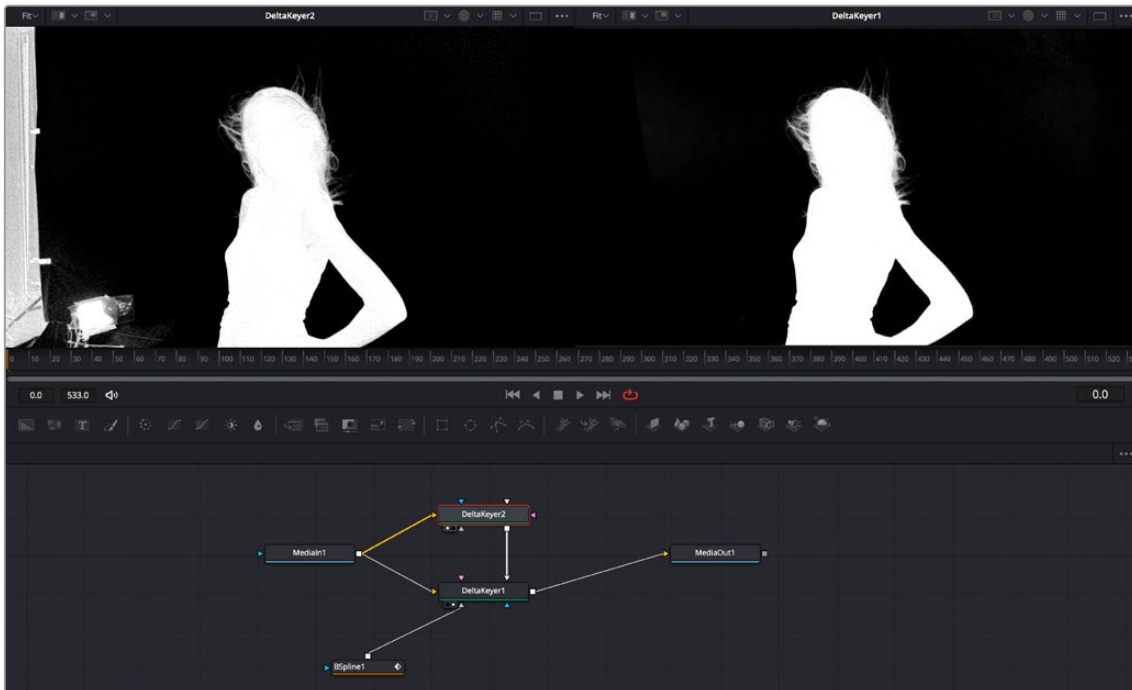 Fit DeltaKeyer2 Fit DeltaKeyer1
0 10 20 30 40 50 60 70 80 90 100 110 120 130 140 150 160 170 180 190 200 210 220 230 240 250 260 270 280 290 300 310 320 330 340 350 360 370 380 390 400 410 420 430 440 450 460 470 480 490 500 510 520
0.0 533.0 0.0
T T
DeltaKeyer2
MediaIn1 MediaOut1
DeltaKeyer1
BSpline1